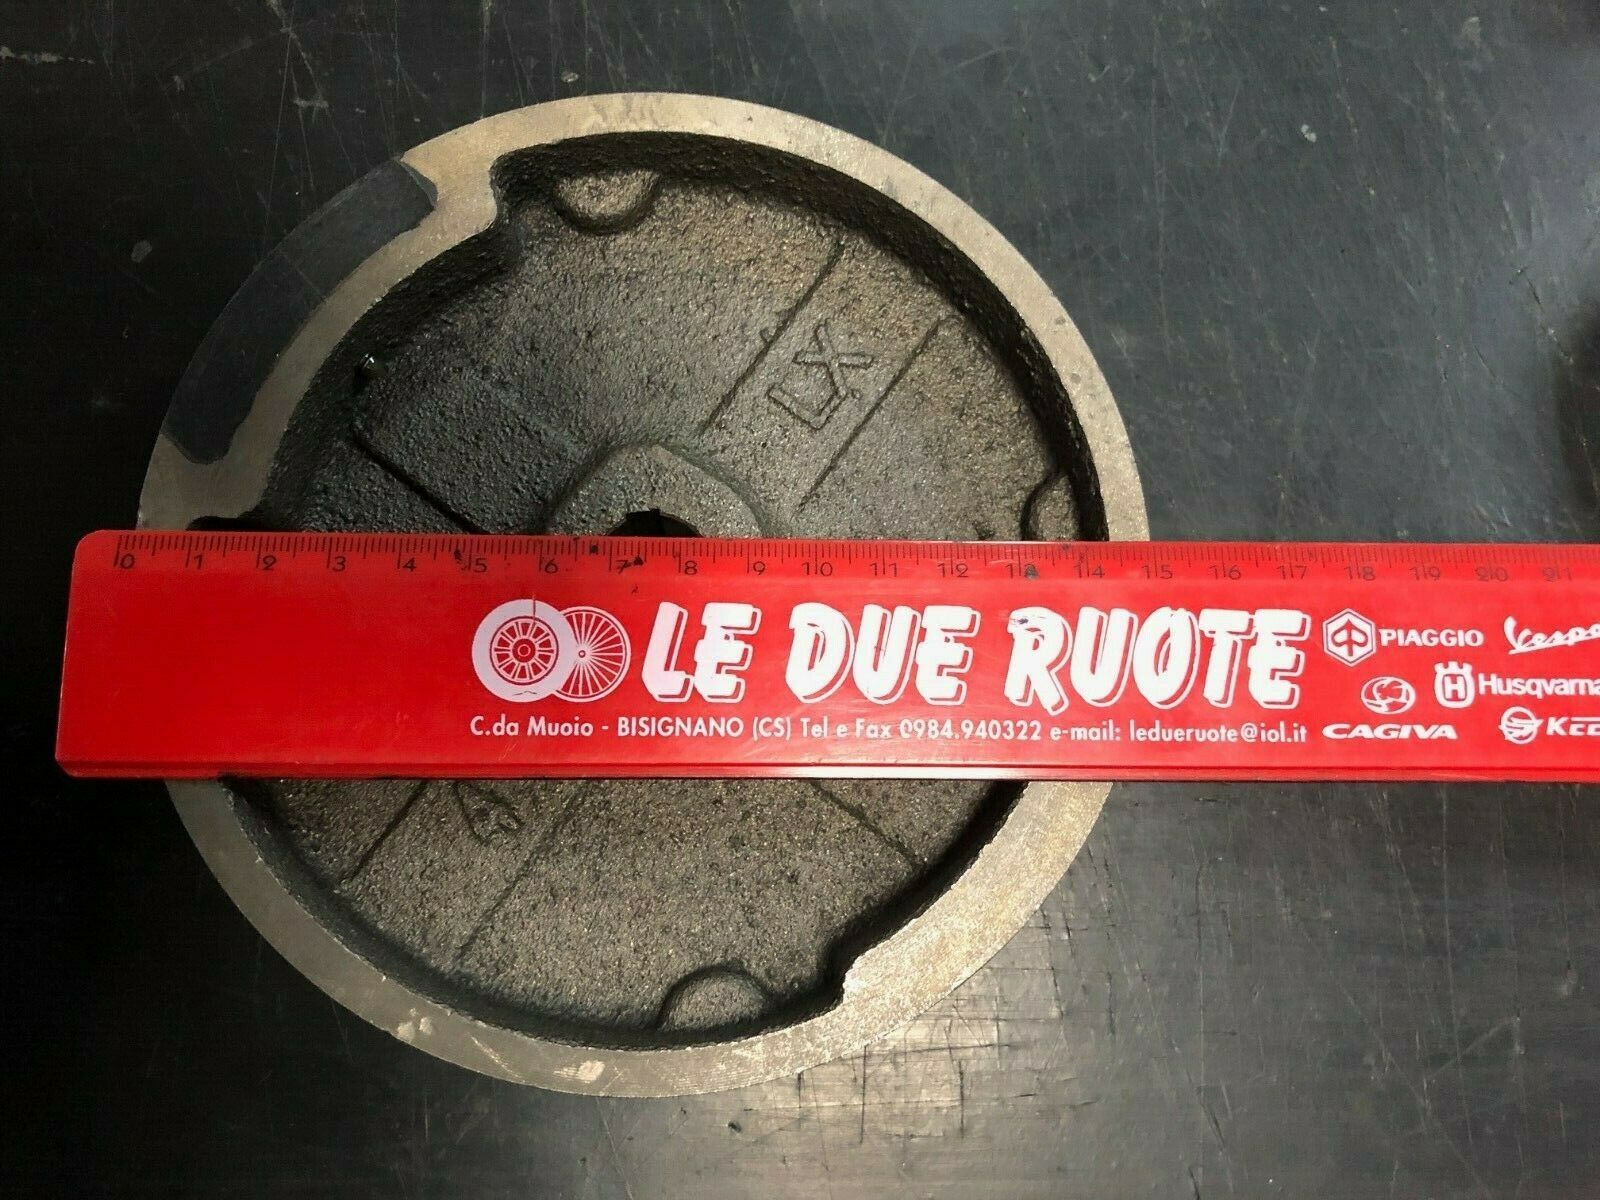 LX
0 1 2 3 4 5 6 7 8 9 10 11 12 13 14 15 16 17 18 19 20 21
LE DUE RUOTE
PIAGGIO Vespa
Husqvarna
CAGIVA
C.da Muoio - BISIGNANO (CS) Tel e Fax 0984.940322 e-mail: ledueruote@iol.it